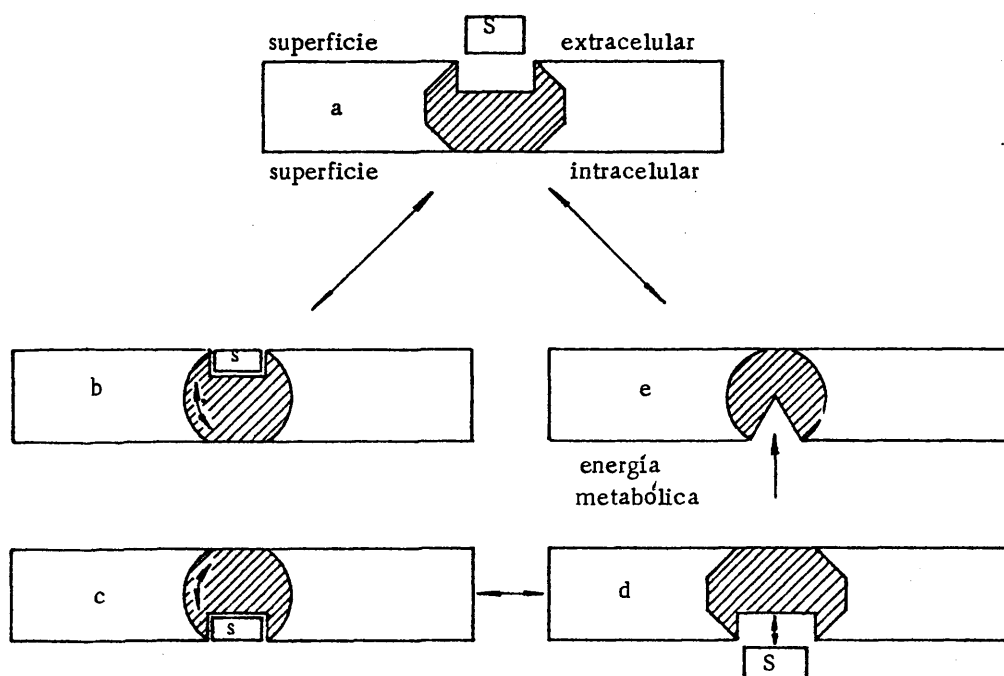 S
superficie extracelular
a
superficie intracelular
s
b
e
energía
metabólica
c
d
s
S